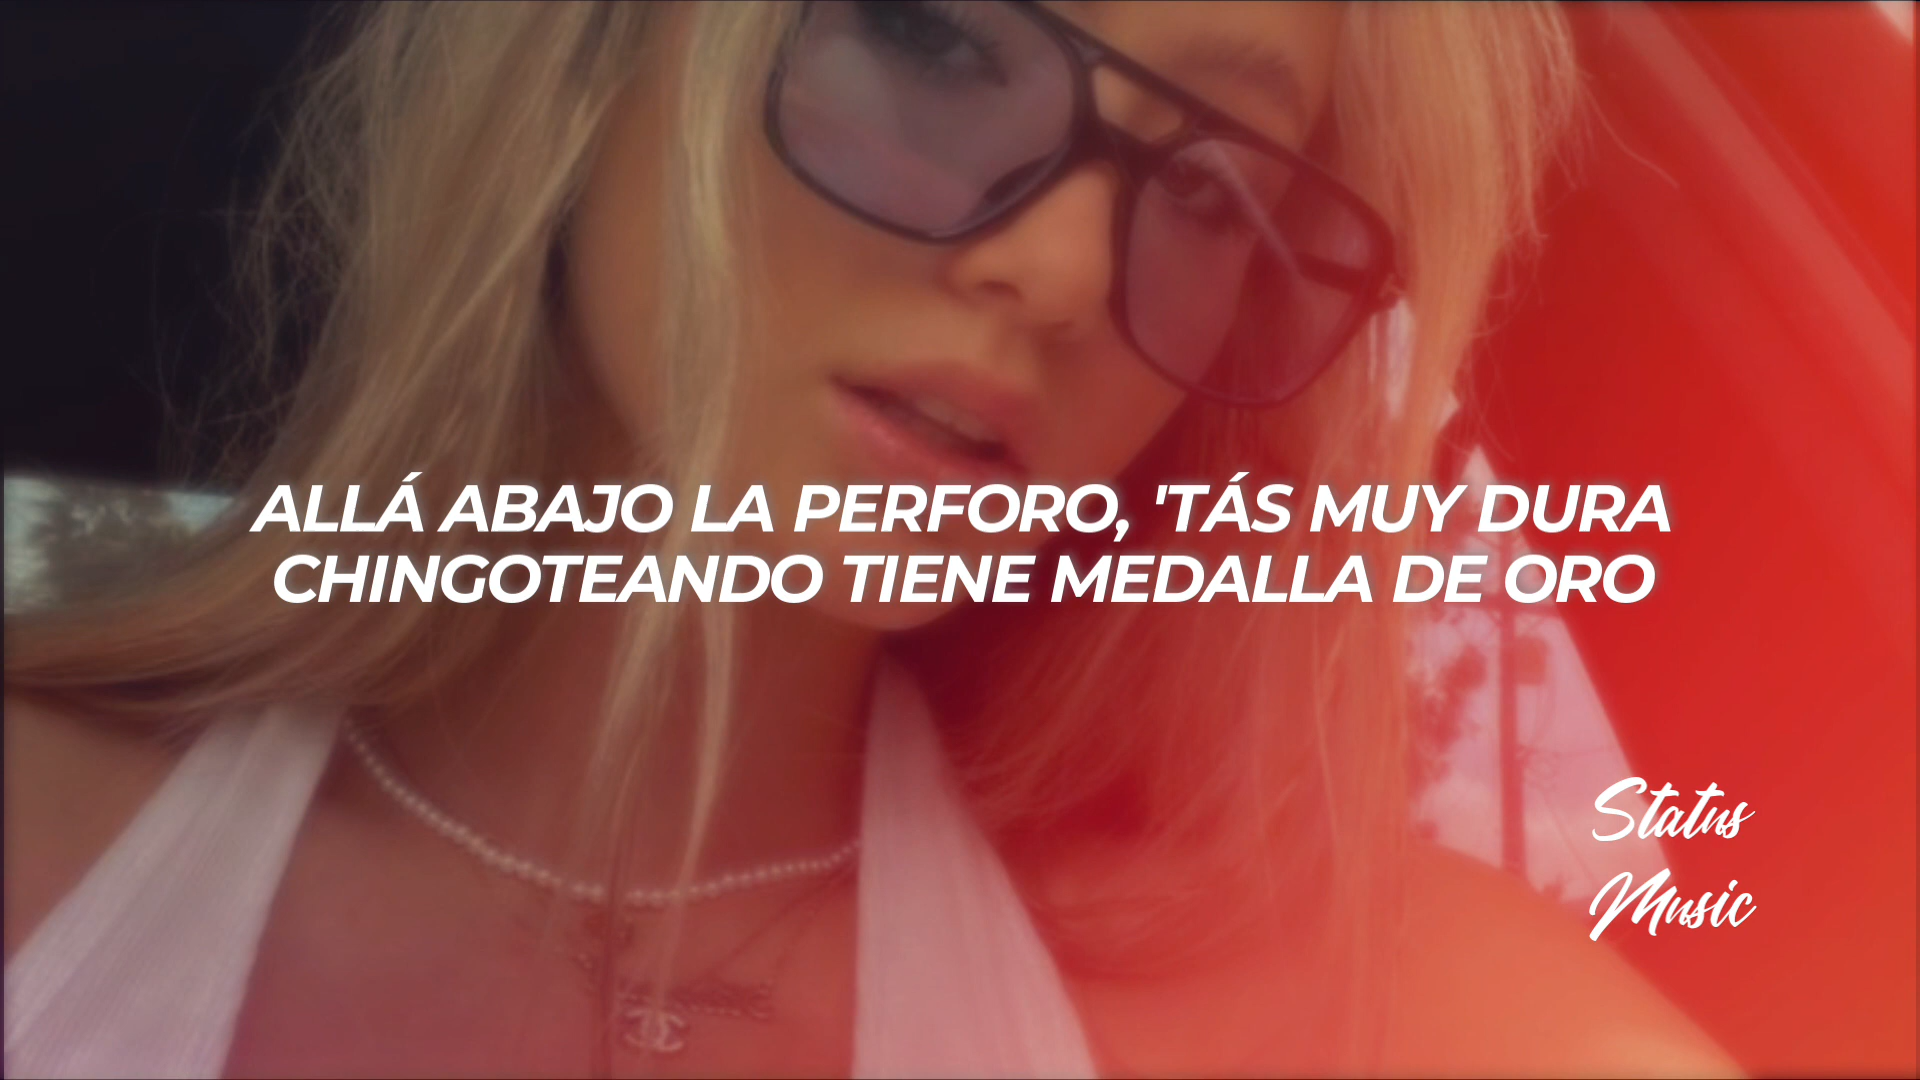 ALLÁ ABAJO LA PERFORO, 'TÁS MUY DURA
CHINGOTEANDO TIENE MEDALLA DE ORO
Status
Music